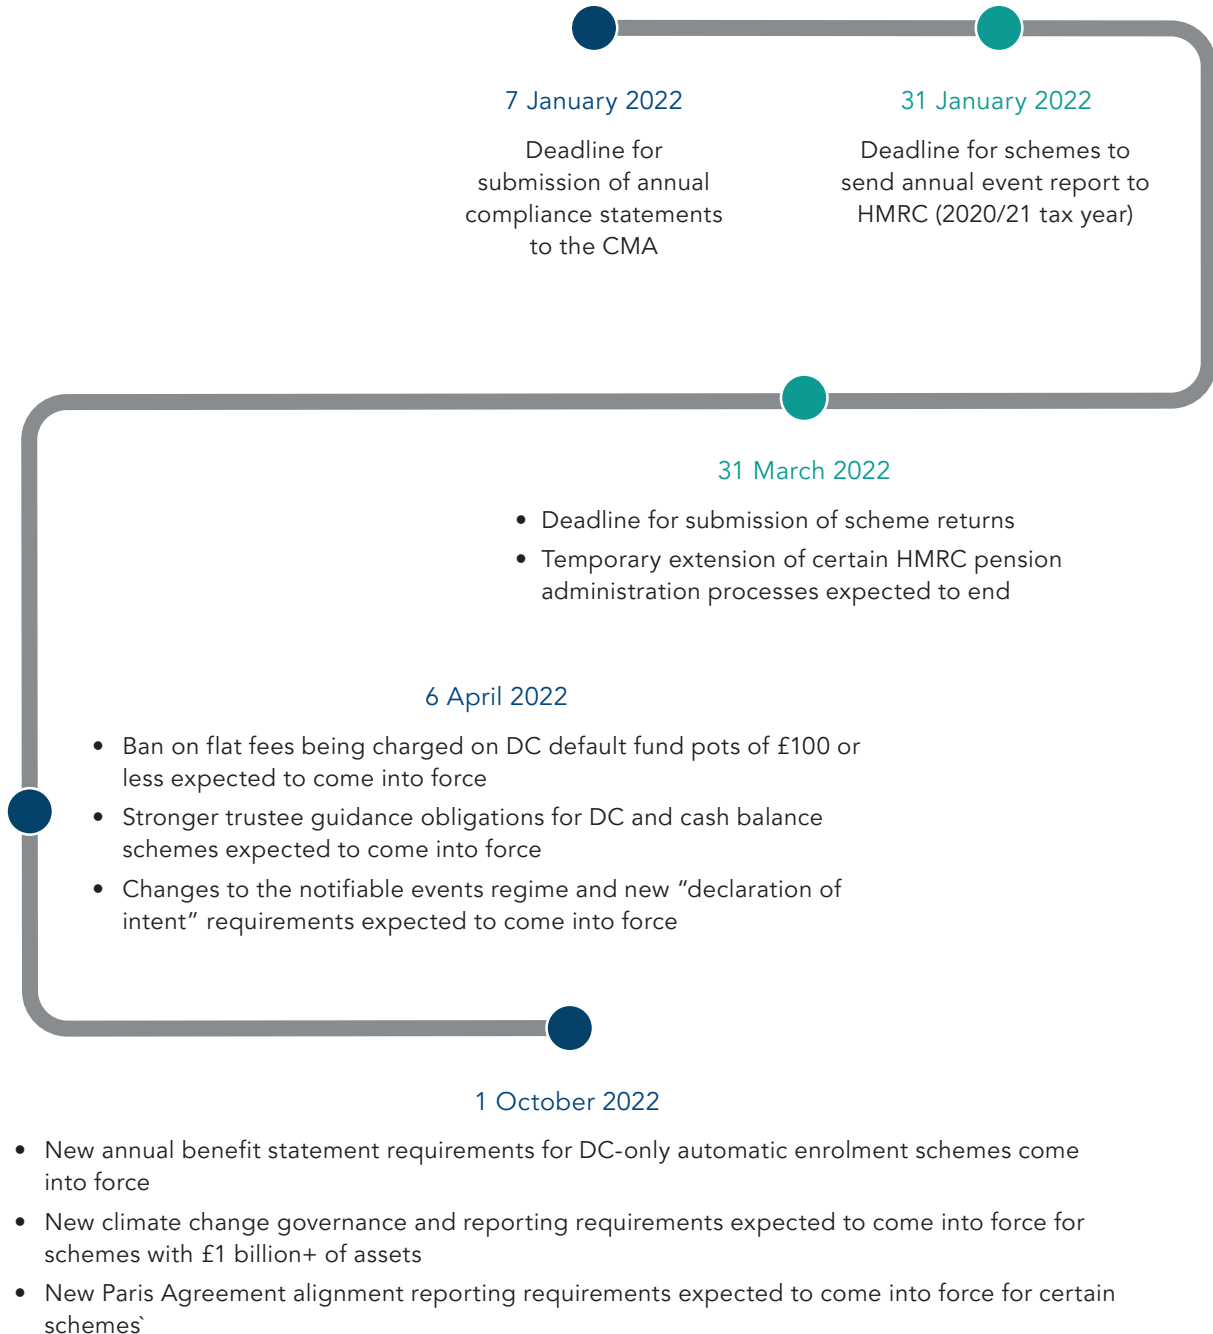 7 January 2022
Deadline for
submission of annual
compliance statements
to the CMA
31 January 2022
Deadline for schemes to
send annual event report to
HMRC (2020/21 tax year)
31 March 2022
• Deadline for submission of scheme returns
• Temporary extension of certain HMRC pension
administration processes expected to end
6 April 2022
• Ban on flat fees being charged on DC default fund pots of £100 or
less expected to come into force
• Stronger trustee guidance obligations for DC and cash balance
schemes expected to come into force
• Changes to the notifiable events regime and new “declaration of
intent” requirements expected to come into force
1 October 2022
• New annual benefit statement requirements for DC-only automatic enrolment schemes come
into force
• New climate change governance and reporting requirements expected to come into force for
schemes with £1 billion+ of assets
• New Paris Agreement alignment reporting requirements expected to come into force for certain
schemes`